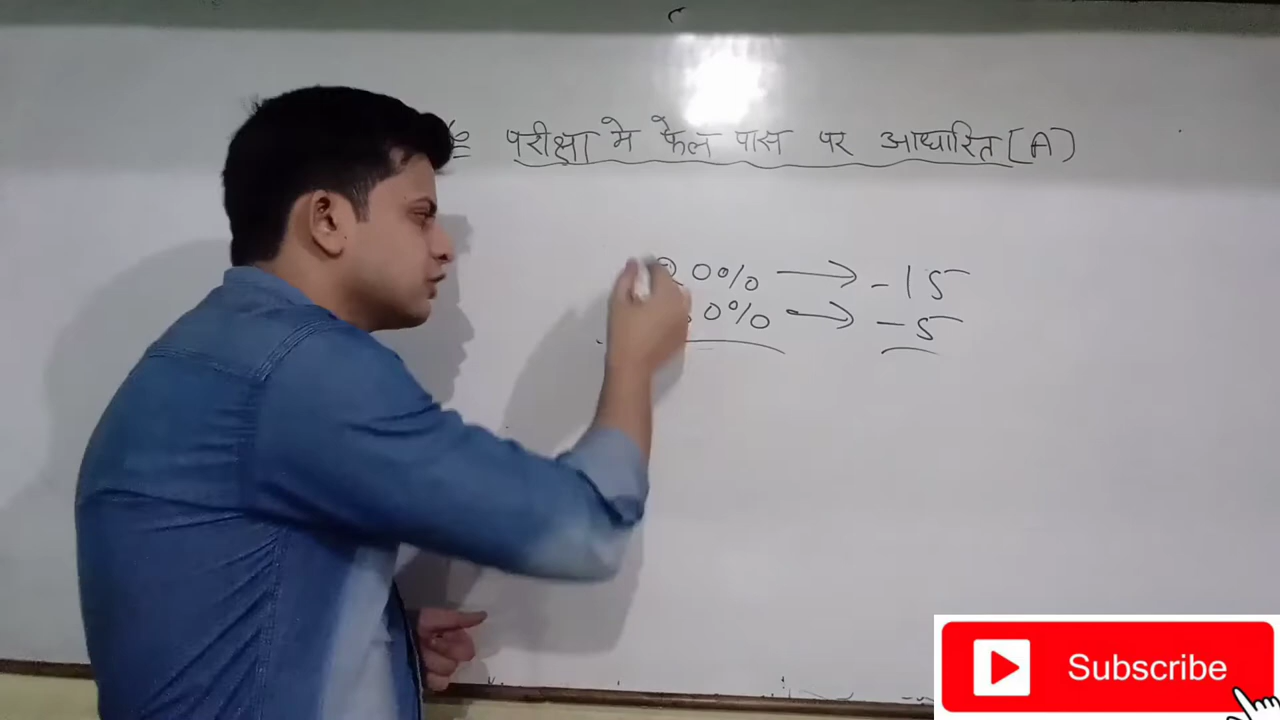 परीक्षा मे फेल पास पर आधारित (A)
20% → -15
0% → -5
Subscribe